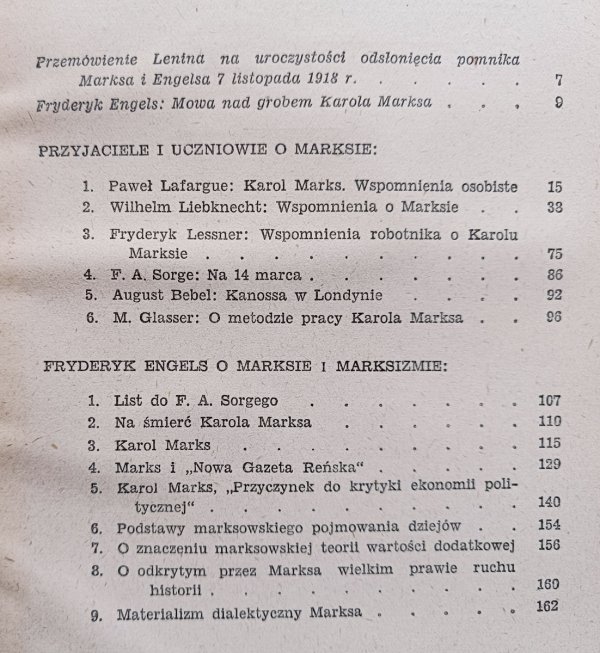 Przemówienie Lenina na uroczystości odsłonięcia pomnika
Marksa i Engelsa 7 listopada 1918 r. . . . . . 7
Fryderyk Engels: Mowa nad grobem Karola Marksa . . . 9
PRZYJACIELE I UCZNIOWIE O MARKSIE:
1. Paweł Lafargue: Karol Marks. Wspomnienia osobiste 15
2. Wilhelm Liebknecht: Wspomnienia o Marksie . . 33
3. Fryderyk Lessner: Wspomnienia robotnika o Karolu
Marksie . . . . . . . . . . 75
4. F. A. Sorge: Na 14 marca . . . . . . . 86
5. August Bebel: Kanossa w Londynie . . . . 92
6. M. Glasser: O metodzie pracy Karola Marksa . . 96
FRYDERYK ENGELS O MARKSIE I MARKSIZMIE:
1. List do F. A. Sorgego . . . . . . 107
2. Na śmierć Karola Marksa . . . . . . 110
3. Karol Marks . . . . . . . . . 115
4. Marks i „Nowa Gazeta Reńska“ . . . . . 129
5. Karol Marks, „Przyczynek do krytyki ekonomii poli-
tycznej“ . . . . . . . . . . 140
6. Podstawy marksowskiego pojmowania dziejów . . 154
7. O znaczeniu marksowskiej teorii wartości dodatkowej 156
8. O odkrytym przez Marksa wielkim prawie ruchu
historii . . . . . . . . . . 160
9. Materializm dialektyczny Marksa . . . . . 162